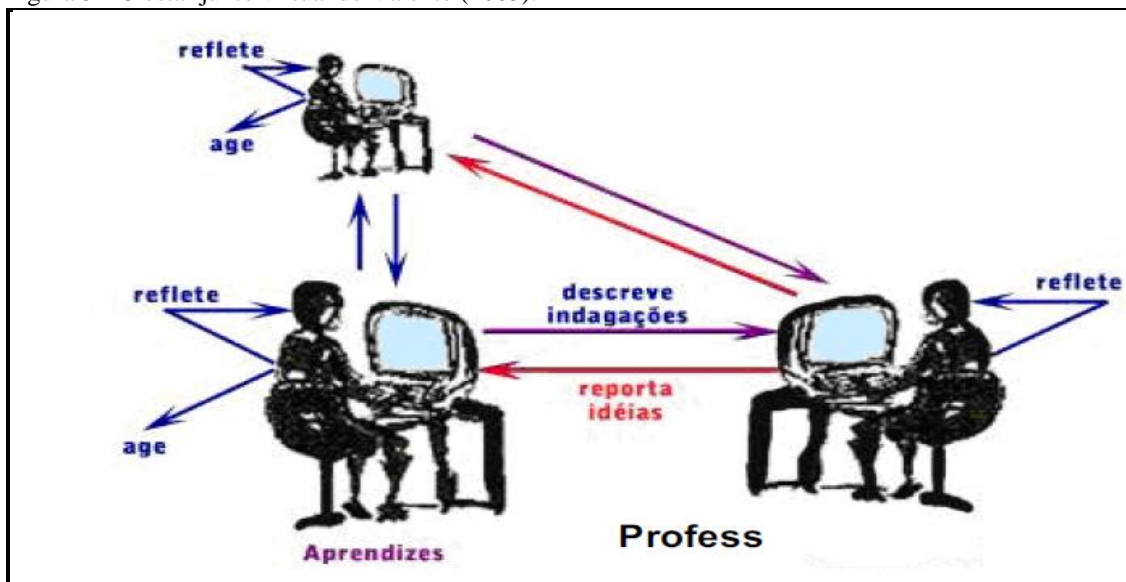 reflete
age
reflete
descreve
indagações
reflete
reporta
idéias
age
Profess
Aprendizes